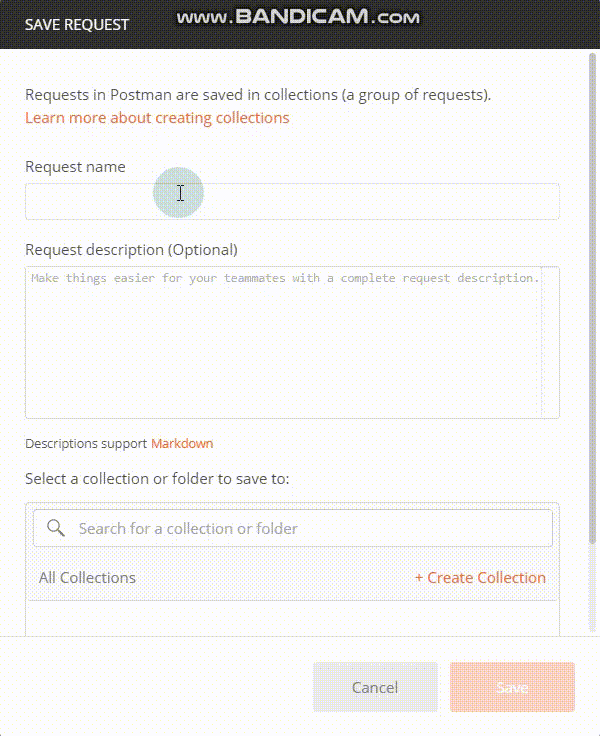 SAVE REQUEST
www.BANDICAM.com
Requests in Postman are saved in collections (a group of requests).
Learn more about creating collections
Request name
Request description (Optional)
Make things easier for your teammates with a complete request description.
Descriptions support Markdown
Select a collection or folder to save to:
Search for a collection or folder
All Collections
+ Create Collection
Cancel
Save